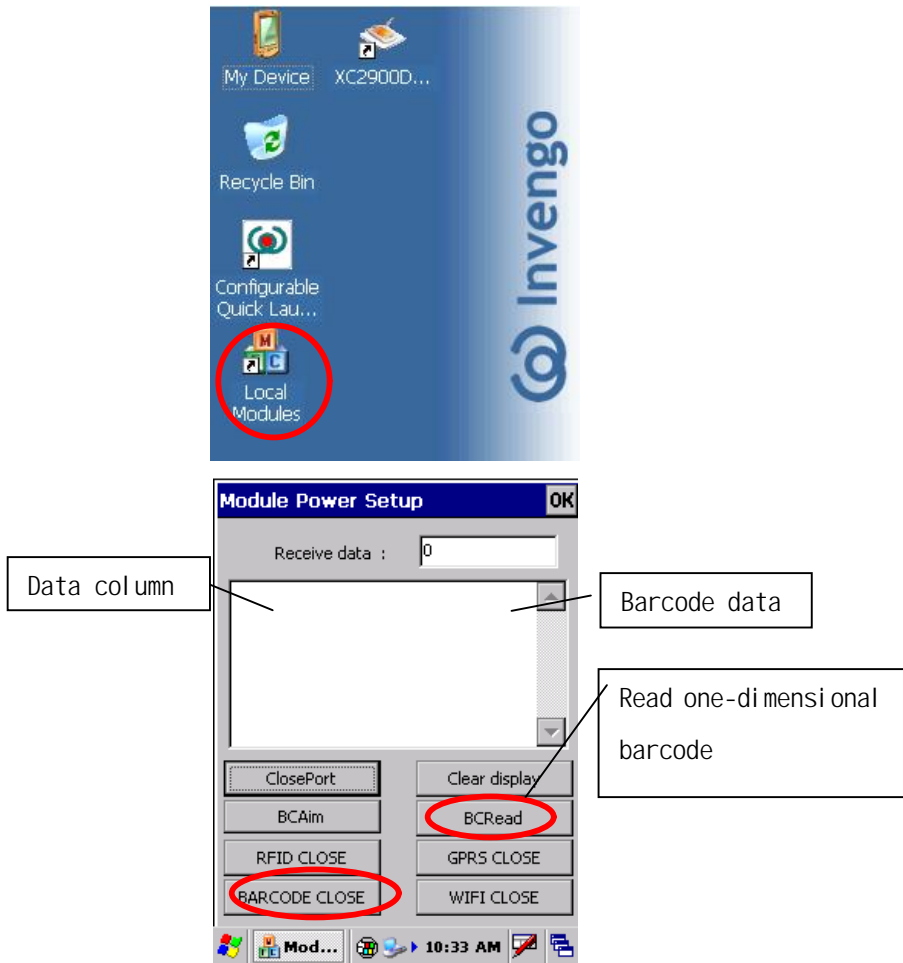 My Device
XC2900D...
Recycle Bin
Configurable
Quick Lau...
M
C
Local
Modules
Invengo
Module Power Setup
OK
Receive data :
0
Data column
Barcode data
Read one-dimensional
barcode
ClosePort
Clear display
BCAim
BCRead
RFID CLOSE
GPRS CLOSE
BARCODE CLOSE
WIFI CLOSE
Mod...
10:33 AM